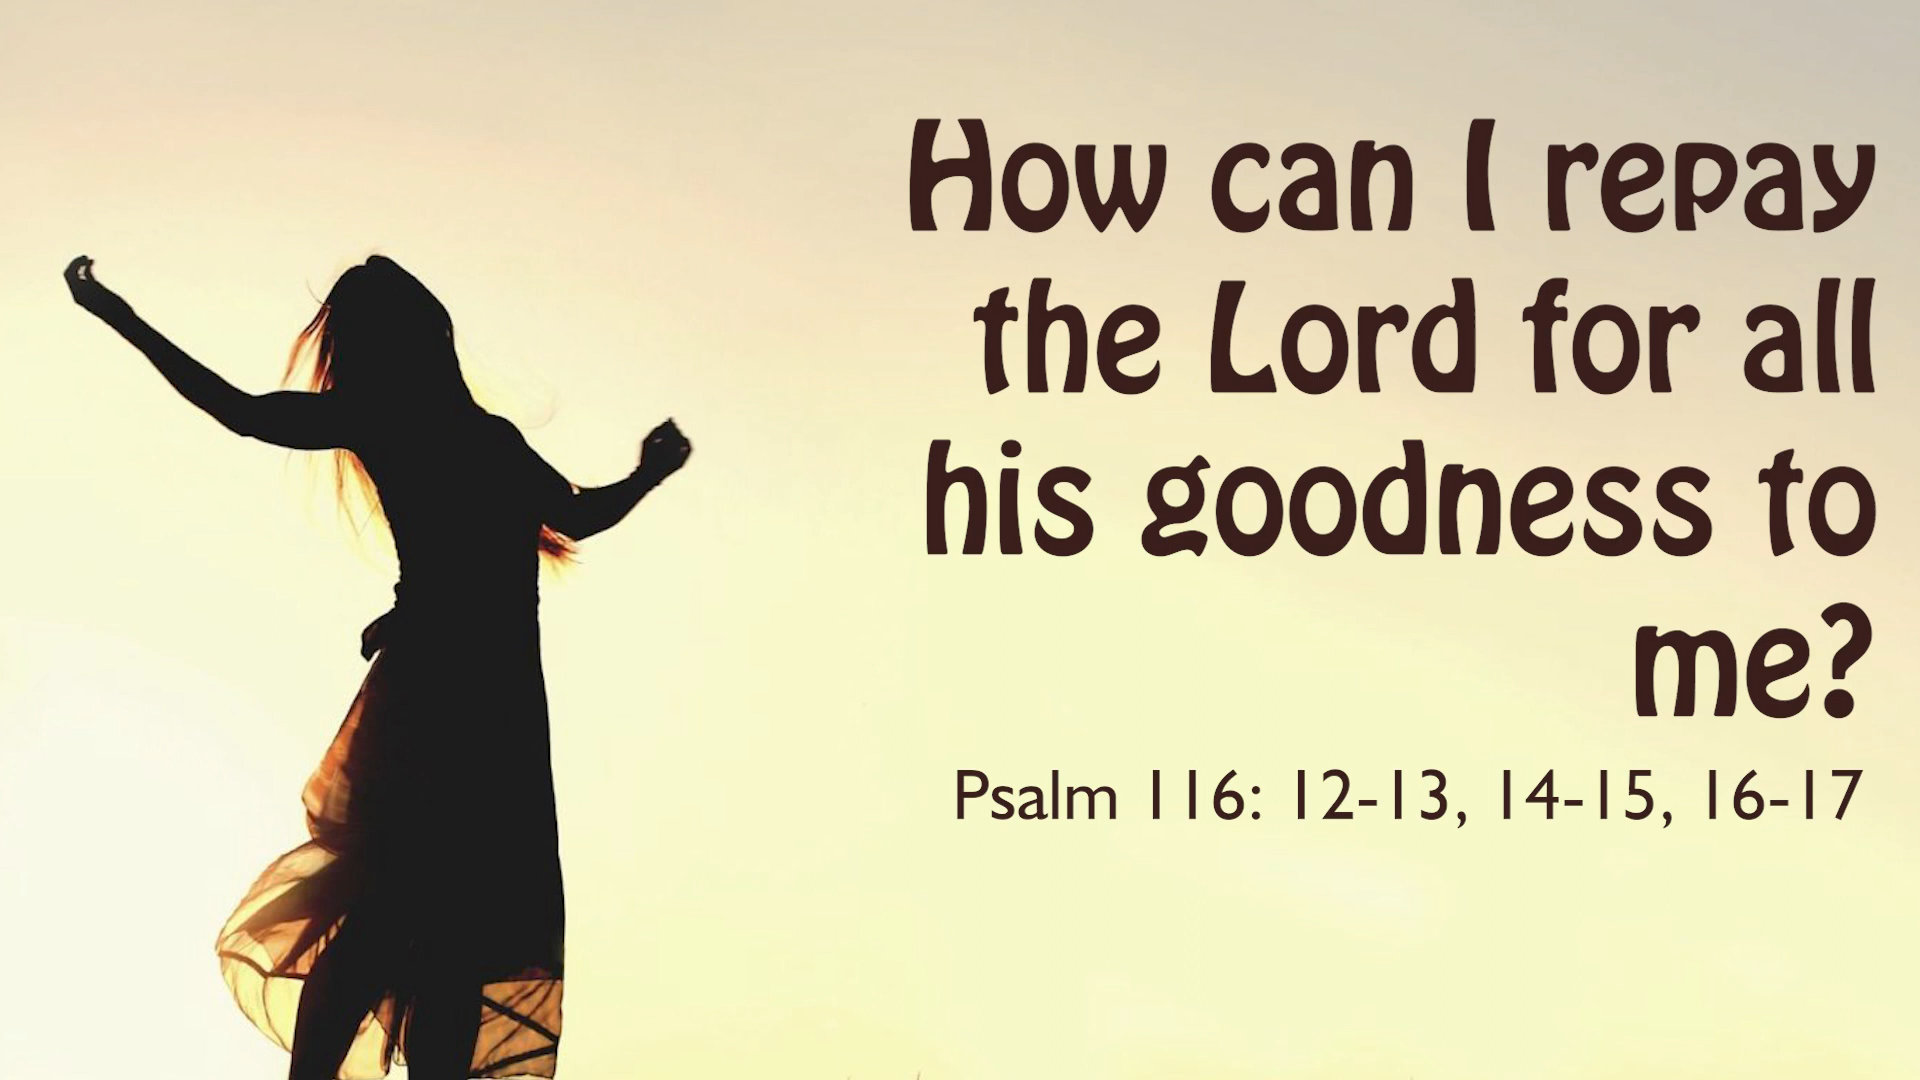 How can I repay
the Lord for all
his goodness to
me?
Psalm 116: 12-13, 14-15, 16-17